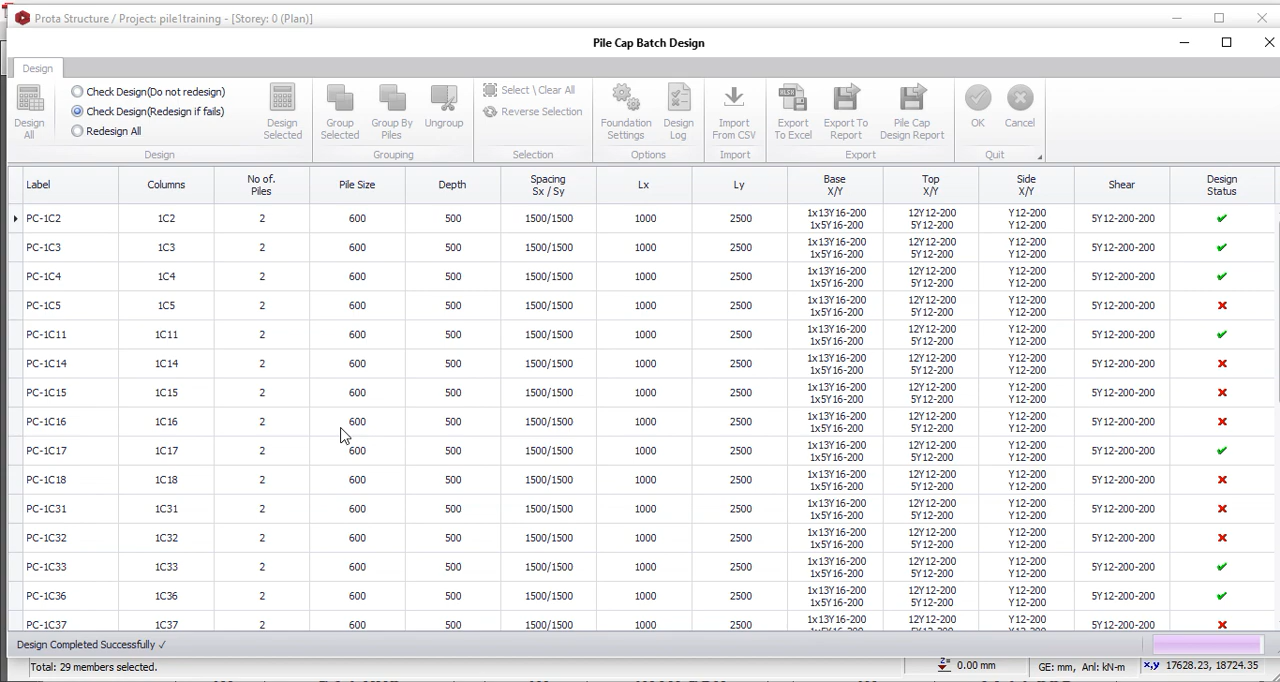 Prota Structure / Project: pile1training - [Storey: 0 (Plan)]
Pile Cap Batch Design
Design
Design All
Check Design(Do not redesign)
Check Design(Redesign if fails)
Redesign All
Design Selected
Design
Group Selected
Group By Piles
Ungroup
Grouping
Select \ Clear All
Reverse Selection
Selection
Foundation Settings
Design Log
Options
Import From CSV
Import
Export To Excel
Export To Report
Pile Cap Design Report
Export
OK
Cancel
Quit
Label Columns No of. Piles Pile Size Depth Spacing Sx / Sy Lx Ly Base X/Y Top X/Y Side X/Y Shear Design Status
PC-1C2 1C2 2 600 500 1500/1500 1000 2500 1x13Y16-200 1x5Y16-200 12Y12-200 5Y12-200 Y12-200 Y12-200 5Y12-200-200
PC-1C3 1C3 2 600 500 1500/1500 1000 2500 1x13Y16-200 1x5Y16-200 12Y12-200 5Y12-200 Y12-200 Y12-200 5Y12-200-200
PC-1C4 1C4 2 600 500 1500/1500 1000 2500 1x13Y16-200 1x5Y16-200 12Y12-200 5Y12-200 Y12-200 Y12-200 5Y12-200-200
PC-1C5 1C5 2 600 500 1500/1500 1000 2500 1x13Y16-200 1x5Y16-200 12Y12-200 5Y12-200 Y12-200 Y12-200 5Y12-200-200
PC-1C11 1C11 2 600 500 1500/1500 1000 2500 1x13Y16-200 1x5Y16-200 12Y12-200 5Y12-200 Y12-200 Y12-200 5Y12-200-200
PC-1C14 1C14 2 600 500 1500/1500 1000 2500 1x13Y16-200 1x5Y16-200 12Y12-200 5Y12-200 Y12-200 Y12-200 5Y12-200-200
PC-1C15 1C15 2 600 500 1500/1500 1000 2500 1x13Y16-200 1x5Y16-200 12Y12-200 5Y12-200 Y12-200 Y12-200 5Y12-200-200
PC-1C16 1C16 2 600 500 1500/1500 1000 2500 1x13Y16-200 1x5Y16-200 12Y12-200 5Y12-200 Y12-200 Y12-200 5Y12-200-200
PC-1C17 1C17 2 600 500 1500/1500 1000 2500 1x13Y16-200 1x5Y16-200 12Y12-200 5Y12-200 Y12-200 Y12-200 5Y12-200-200
PC-1C18 1C18 2 600 500 1500/1500 1000 2500 1x13Y16-200 1x5Y16-200 12Y12-200 5Y12-200 Y12-200 Y12-200 5Y12-200-200
PC-1C31 1C31 2 600 500 1500/1500 1000 2500 1x13Y16-200 1x5Y16-200 12Y12-200 5Y12-200 Y12-200 Y12-200 5Y12-200-200
PC-1C32 1C32 2 600 500 1500/1500 1000 2500 1x13Y16-200 1x5Y16-200 12Y12-200 5Y12-200 Y12-200 Y12-200 5Y12-200-200
PC-1C33 1C33 2 600 500 1500/1500 1000 2500 1x13Y16-200 1x5Y16-200 12Y12-200 5Y12-200 Y12-200 Y12-200 5Y12-200-200
PC-1C36 1C36 2 600 500 1500/1500 1000 2500 1x13Y16-200 1x5Y16-200 12Y12-200 5Y12-200 Y12-200 Y12-200 5Y12-200-200
PC-1C37 1C37 2 600 500 1500/1500 1000 2500 1x13Y16-200 12Y12-200 Y12-200 5Y12-200-200
Design Completed Successfully ✓
Total: 29 members selected.
0.00 mm
GE: mm, Anl: kN-m
x,y 17628.23, 18724.35